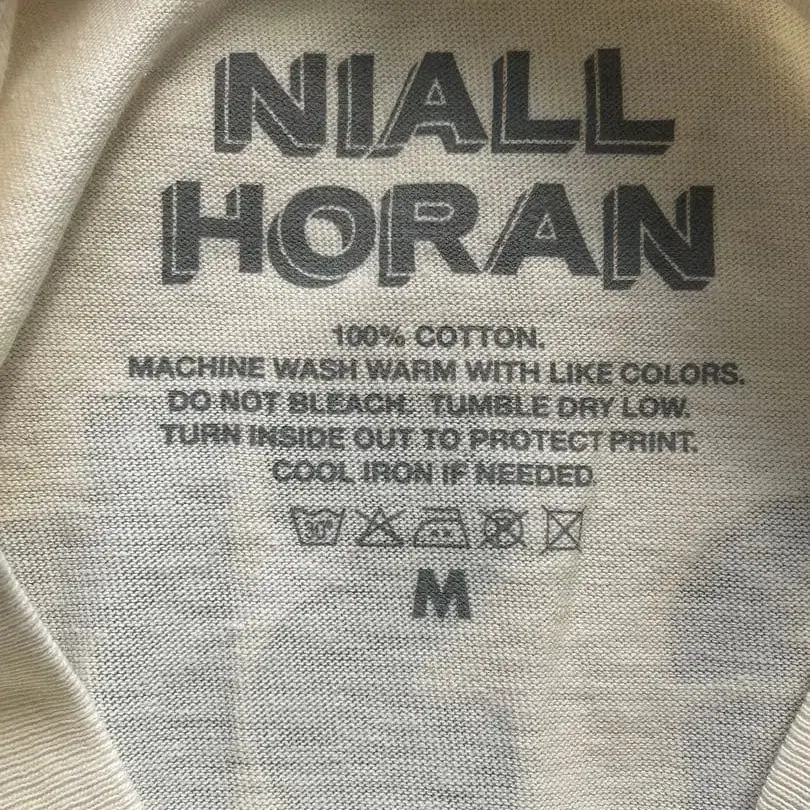 NIALL
HORAN
100% COTTON.
MACHINE WASH WARM WITH LIKE COLORS.
DO NOT BLEACH. TUMBLE DRY LOW.
TURN INSIDE OUT TO PROTECT PRINT.
COOL IRON IF NEEDED
30°
M